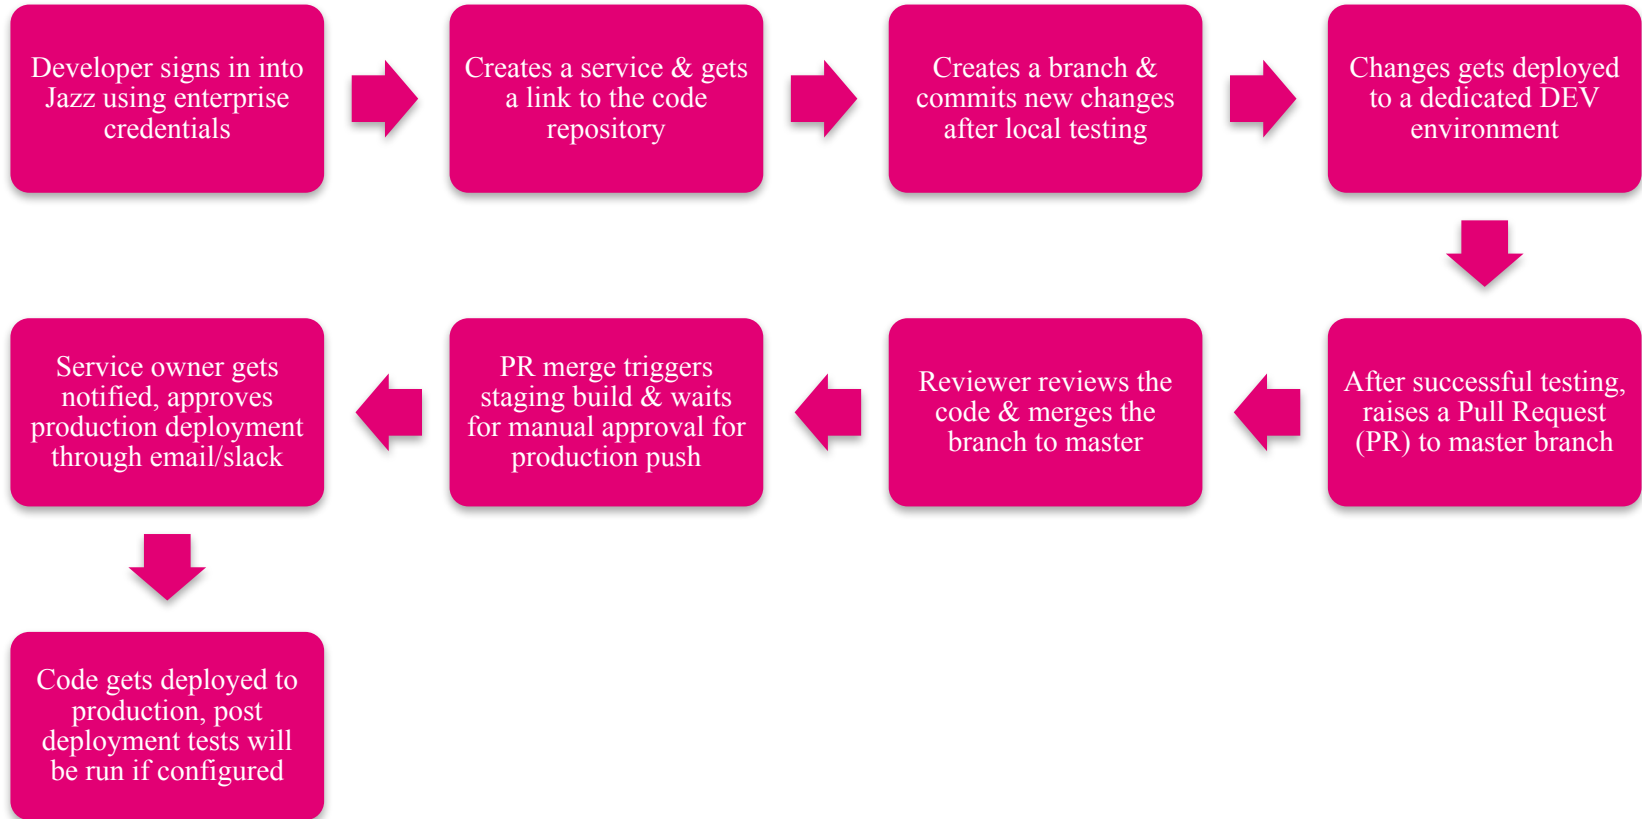 Developer signs in into
Jazz using enterprise
credentials
Creates a service & gets
a link to the code
repository
Creates a branch &
commits new changes
after local testing
Changes gets deployed
to a dedicated DEV
environment
After successful testing,
raises a Pull Request
(PR) to master branch
Reviewer reviews the
code & merges the
branch to master
PR merge triggers
staging build & waits
for manual approval for
production push
Service owner gets
notified, approves
production deployment
through email/slack
Code gets deployed to
production, post
deployment tests will
be run if configured